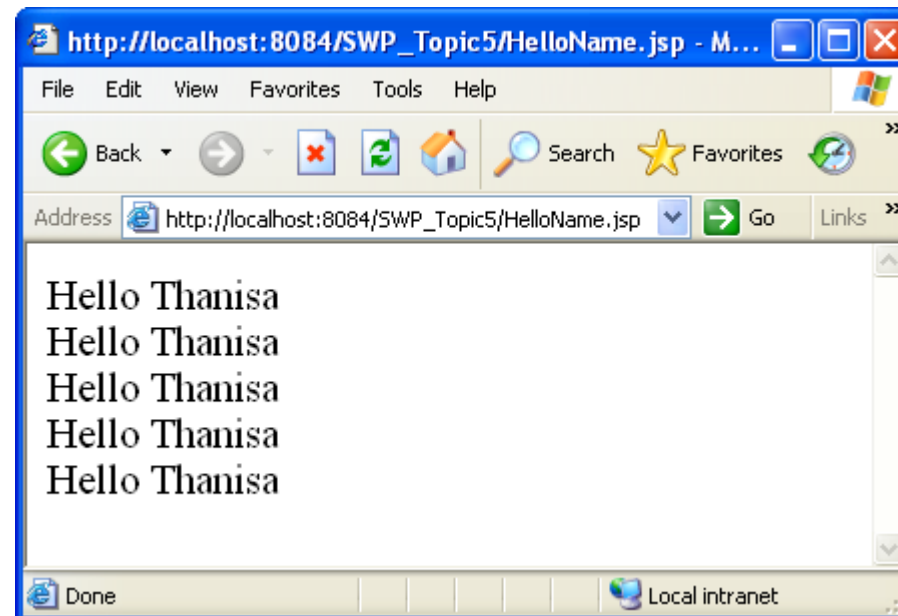 http://localhost:8084/SWP_Topic5/HelloName.jsp - M...
File Edit View Favorites Tools Help
Back Search Favorites »
Address http://localhost:8084/SWP_Topic5/HelloName.jsp Go Links »
Hello Thanisa
Hello Thanisa
Hello Thanisa
Hello Thanisa
Hello Thanisa
Done Local intranet